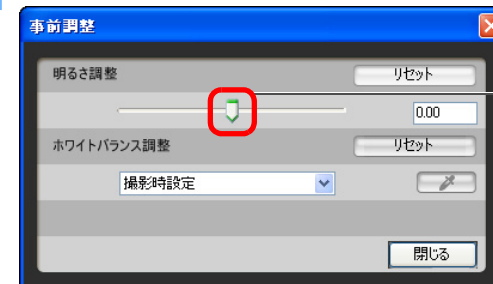 事前調整
明るさ調整 リセット
0.00
ホワイトバランス調整 リセット
撮影時設定
閉じる